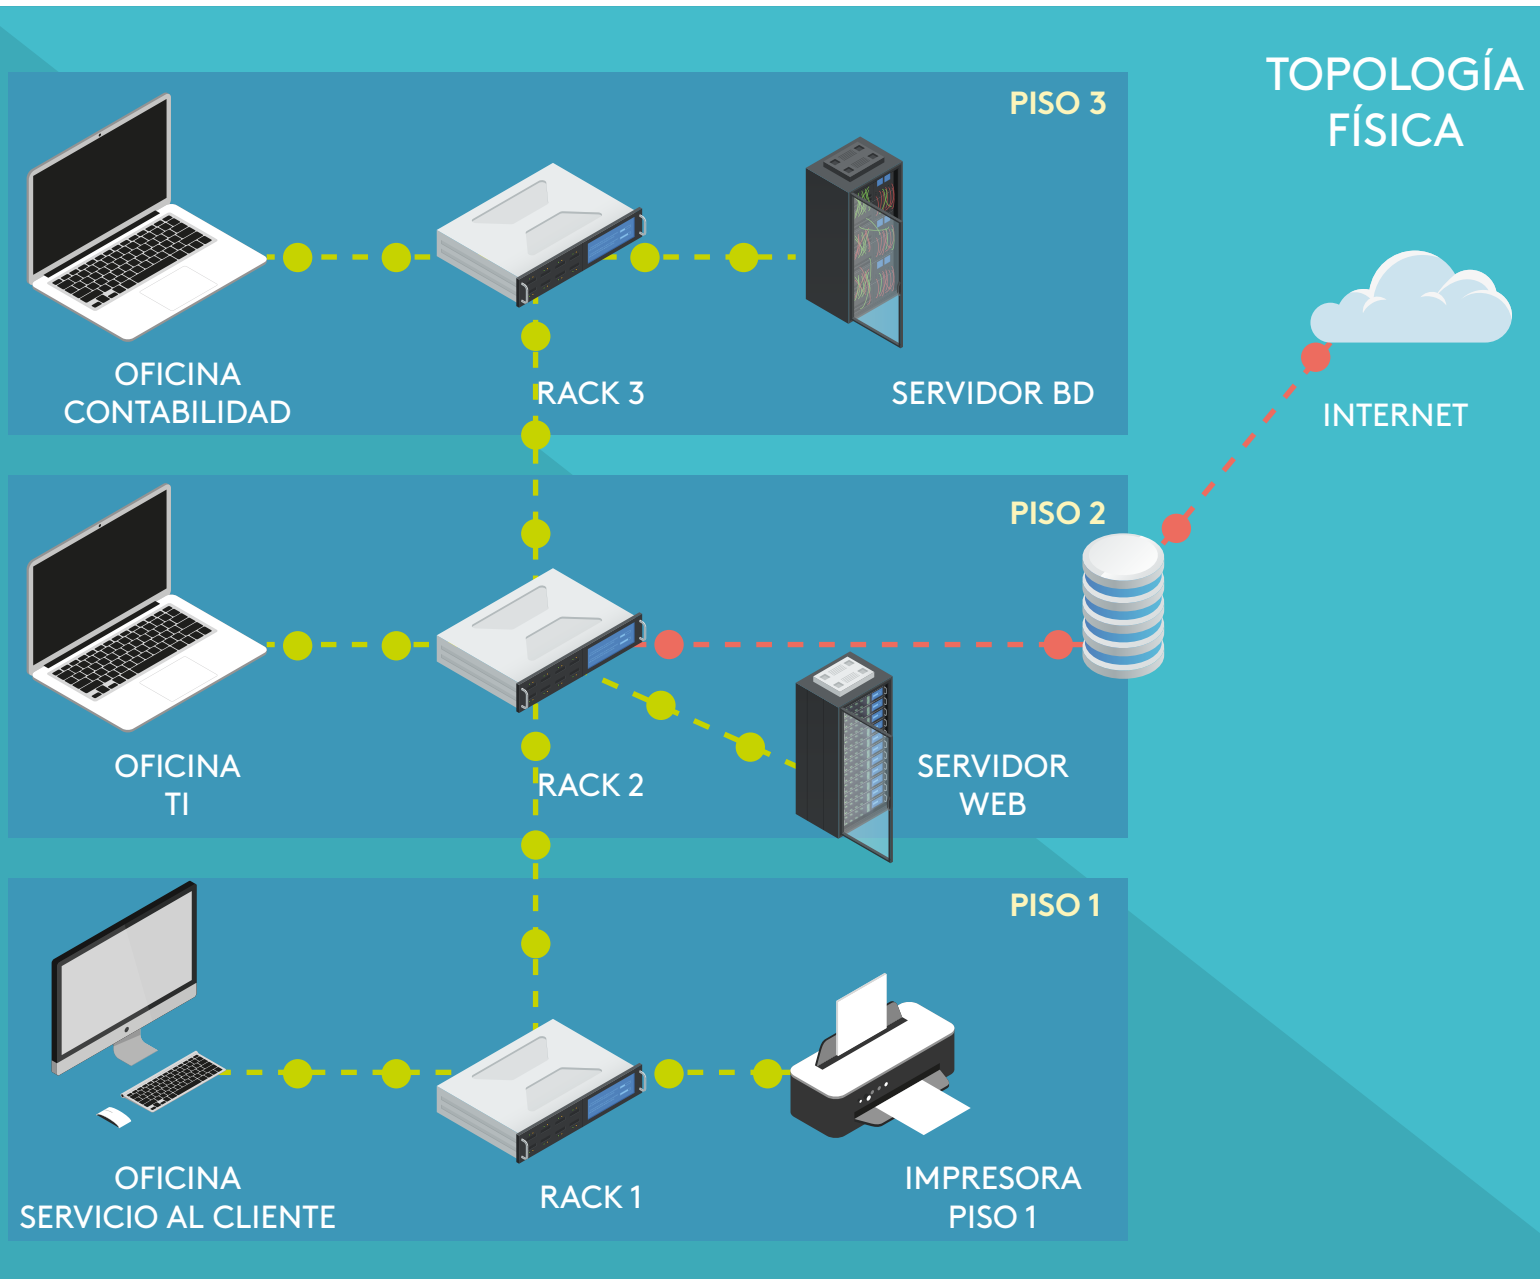 TOPOLOGÍA
FÍSICA
PISO 3
OFICINA
CONTABILIDAD
RACK 3
SERVIDOR BD
INTERNET
PISO 2
OFICINA
TI
RACK 2
SERVIDOR
WEB
PISO 1
OFICINA
SERVICIO AL CLIENTE
RACK 1
IMPRESORA
PISO 1